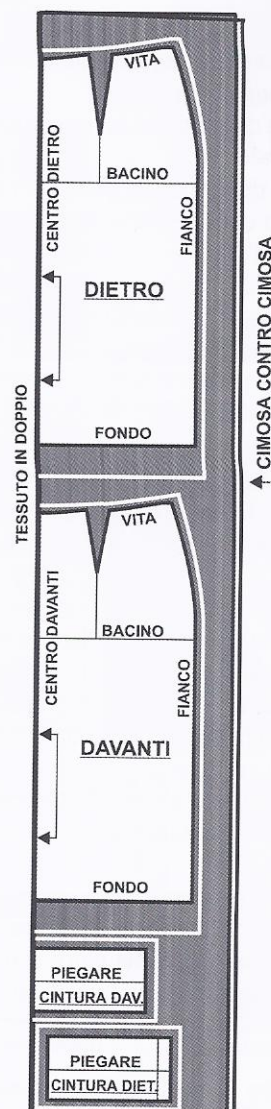 TESSUTO IN DOPPIO
CIMOSA CONTRO CIMOSA
VITA
CENTRO DIETRO
BACINO
FIANCO
DIETRO
FONDO
VITA
CENTRO DAVANTI
BACINO
FIANCO
DAVANTI
FONDO
PIEGARE
CINTURA DAV.
PIEGARE
CINTURA DIET.